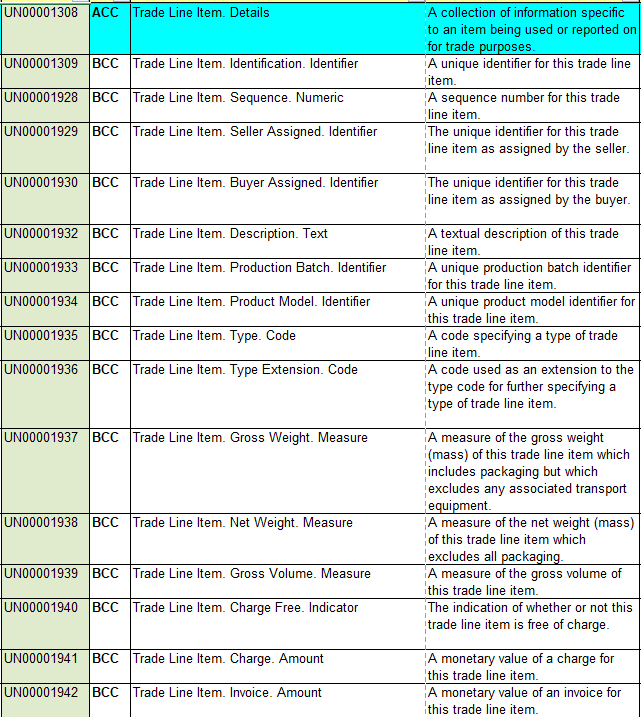 UN00001308 ACC Trade Line Item. Details A collection of information specific
to an item being used or reported on
for trade purposes.
UN00001309 BCC Trade Line Item. Identification. Identifier A unique identifier for this trade line
item.
UN00001928 BCC Trade Line Item. Sequence. Numeric A sequence number for this trade
line item.
UN00001929 BCC Trade Line Item. Seller Assigned. Identifier The unique identifier for this trade
line item as assigned by the seller.
UN00001930 BCC Trade Line Item. Buyer Assigned. Identifier The unique identifier for this trade
line item as assigned by the buyer.
UN00001932 BCC Trade Line Item. Description. Text A textual description of this trade
line item.
UN00001933 BCC Trade Line Item. Production Batch. Identifier A unique production batch identifier
for this trade line item.
UN00001934 BCC Trade Line Item. Product Model. Identifier A unique product model identifier for
this trade line item.
UN00001935 BCC Trade Line Item. Type. Code A code specifying a type of trade
line item.
UN00001936 BCC Trade Line Item. Type Extension. Code A code used as an extension to the
type code for further specifying a
type of trade line item.
UN00001937 BCC Trade Line Item. Gross Weight. Measure A measure of the gross weight
(mass) of this trade line item which
includes packaging but which
excludes any associated transport
equipment.
UN00001938 BCC Trade Line Item. Net Weight. Measure A measure of the net weight (mass)
of this trade line item which
excludes all packaging.
UN00001939 BCC Trade Line Item. Gross Volume. Measure A measure of the gross volume of
this trade line item.
UN00001940 BCC Trade Line Item. Charge Free. Indicator The indication of whether or not this
trade line item is free of charge.
UN00001941 BCC Trade Line Item. Charge. Amount A monetary value of a charge for
this trade line item.
UN00001942 BCC Trade Line Item. Invoice. Amount A monetary value of an invoice for
this trade line item.